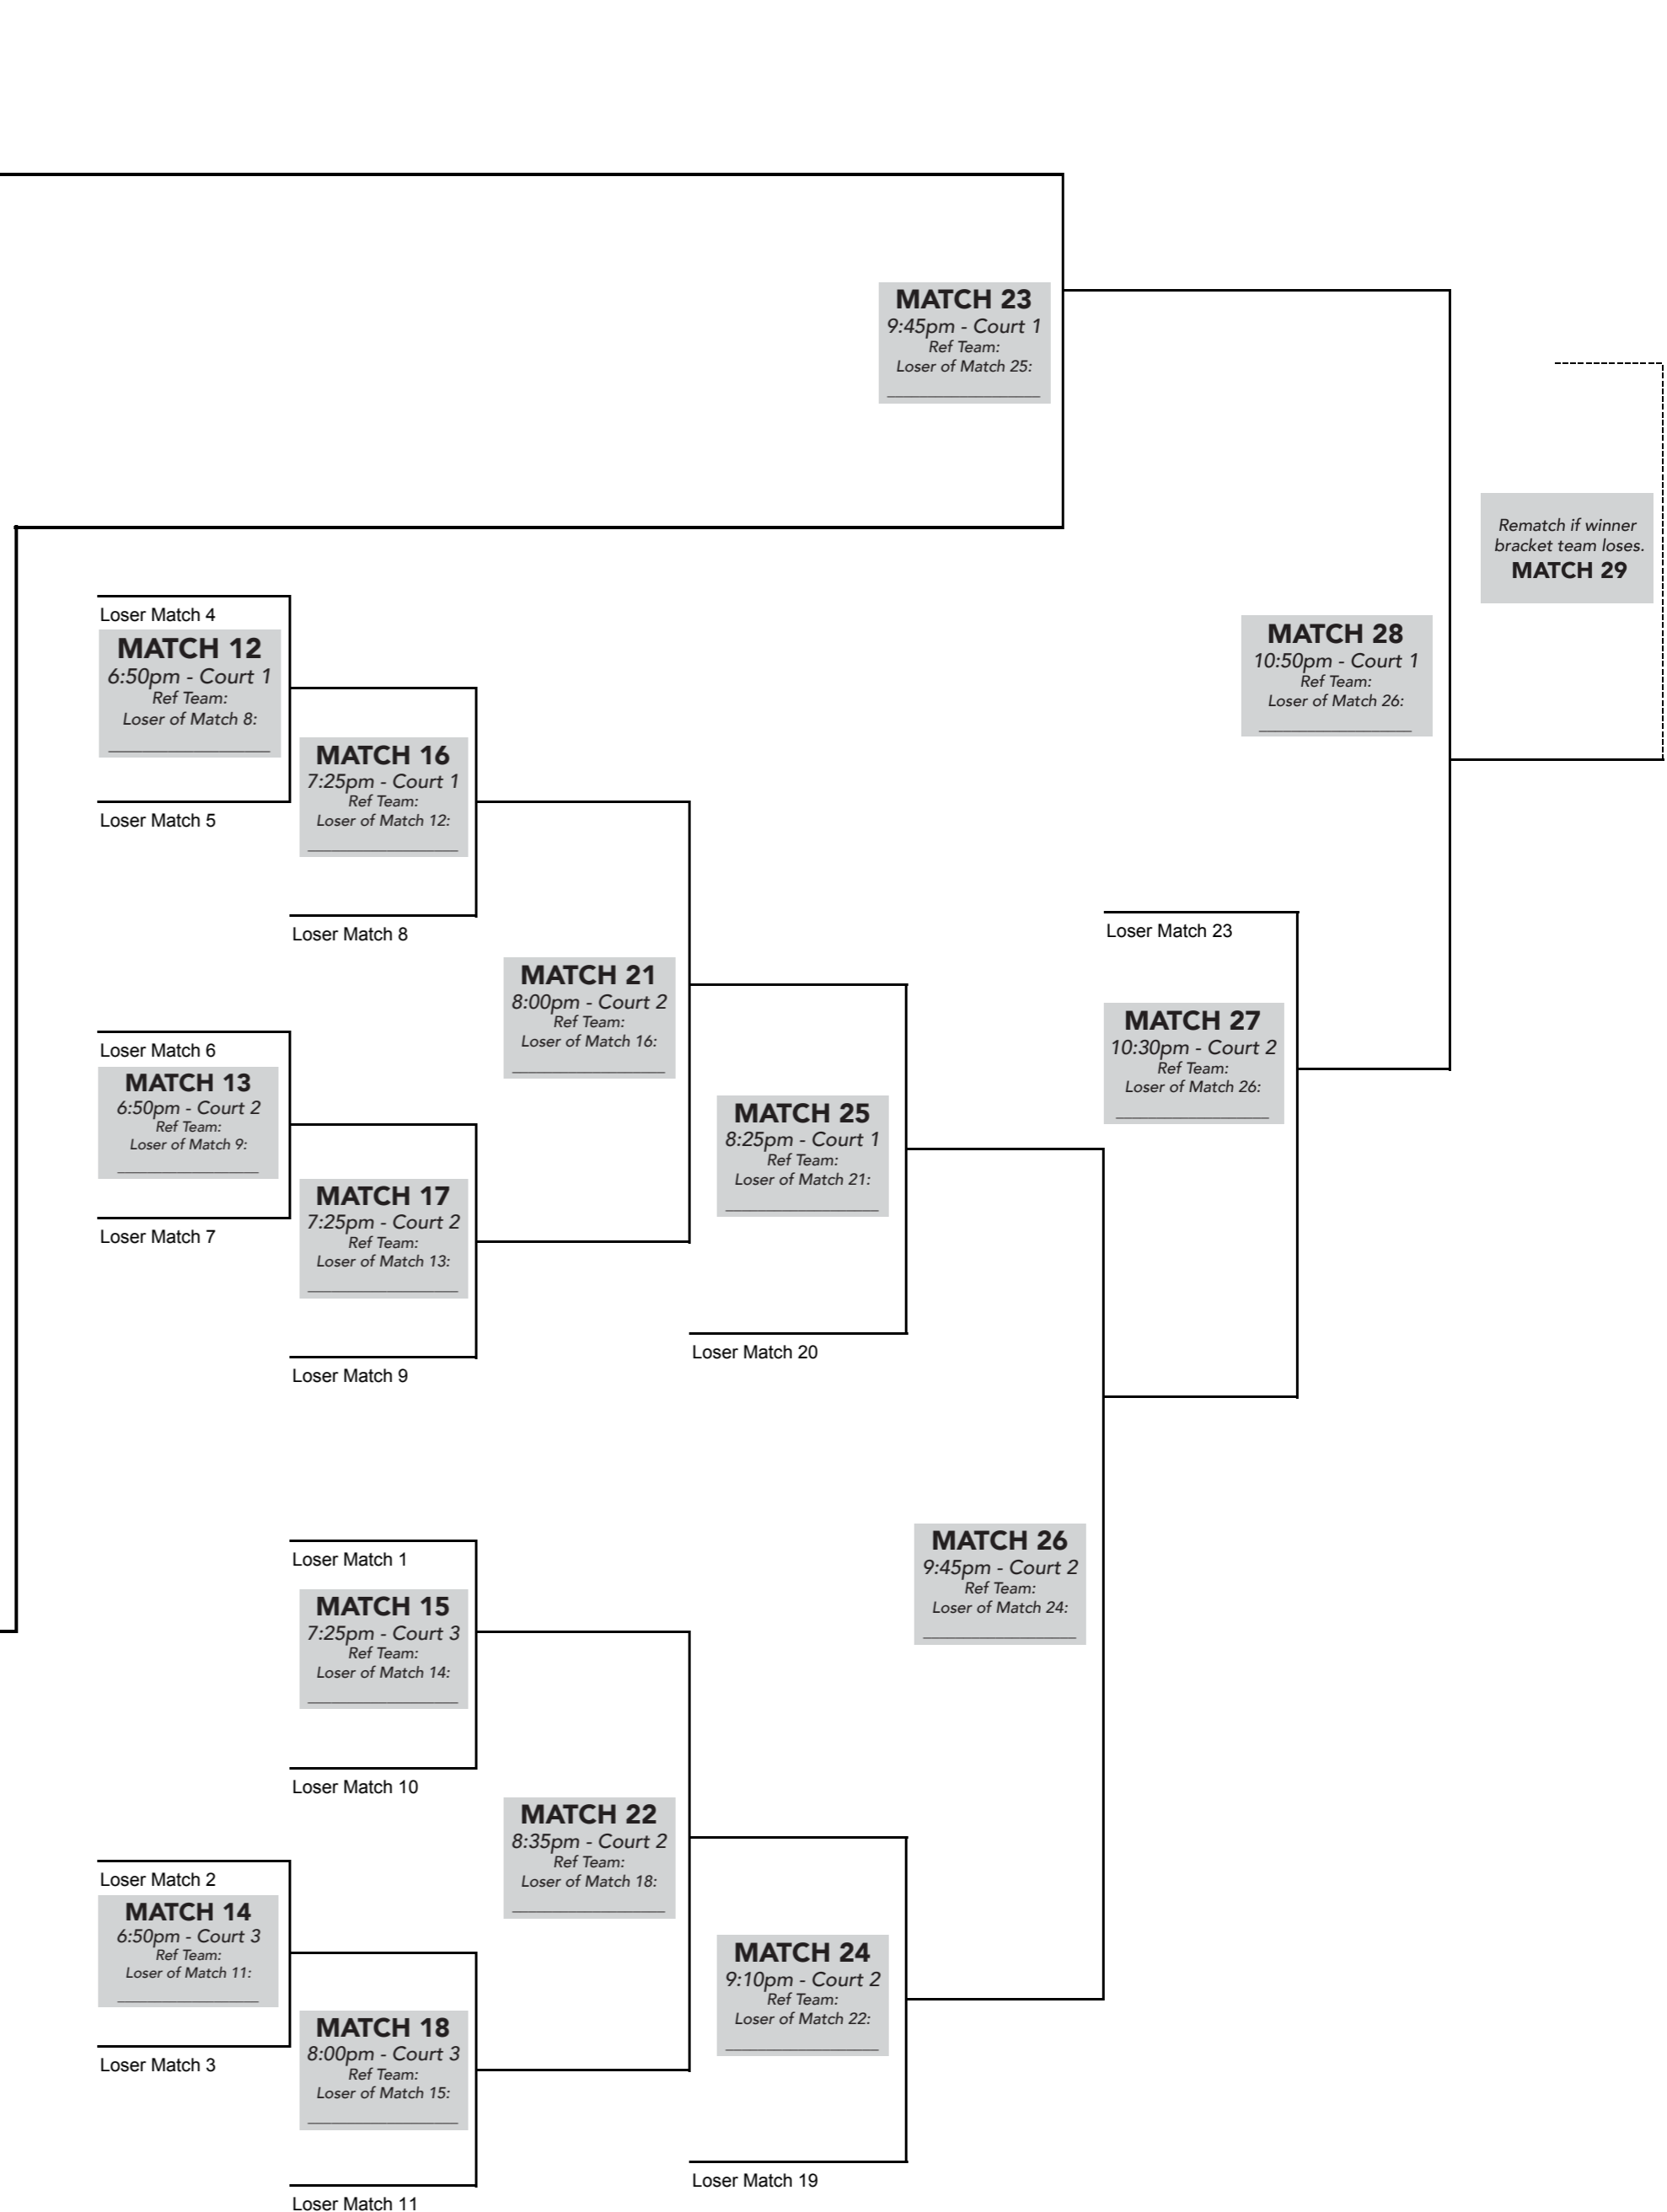 MATCH 23
9:45pm - Court 1
Ref Team:
Loser of Match 25:
Rematch if winner
bracket team loses.
MATCH 29
Loser Match 4
MATCH 12
6:50pm - Court 1
Ref Team:
Loser of Match 8:
Loser Match 5
MATCH 28
10:50pm - Court 1
Ref Team:
Loser of Match 26:
MATCH 16
7:25pm - Court 1
Ref Team:
Loser of Match 12:
Loser Match 8
Loser Match 23
MATCH 21
8:00pm - Court 2
Ref Team:
Loser of Match 16:
MATCH 27
10:30pm - Court 2
Ref Team:
Loser of Match 26:
Loser Match 6
MATCH 13
6:50pm - Court 2
Ref Team:
Loser of Match 9:
Loser Match 7
MATCH 25
8:25pm - Court 1
Ref Team:
Loser of Match 21:
MATCH 17
7:25pm - Court 2
Ref Team:
Loser of Match 13:
Loser Match 20
Loser Match 9
MATCH 26
9:45pm - Court 2
Ref Team:
Loser of Match 24:
Loser Match 1
MATCH 15
7:25pm - Court 3
Ref Team:
Loser of Match 14:
Loser Match 10
MATCH 22
8:35pm - Court 2
Ref Team:
Loser of Match 18:
Loser Match 2
MATCH 14
6:50pm - Court 3
Ref Team:
Loser of Match 11:
Loser Match 3
MATCH 24
9:10pm - Court 2
Ref Team:
Loser of Match 22:
MATCH 18
8:00pm - Court 3
Ref Team:
Loser of Match 15:
Loser Match 19
Loser Match 11